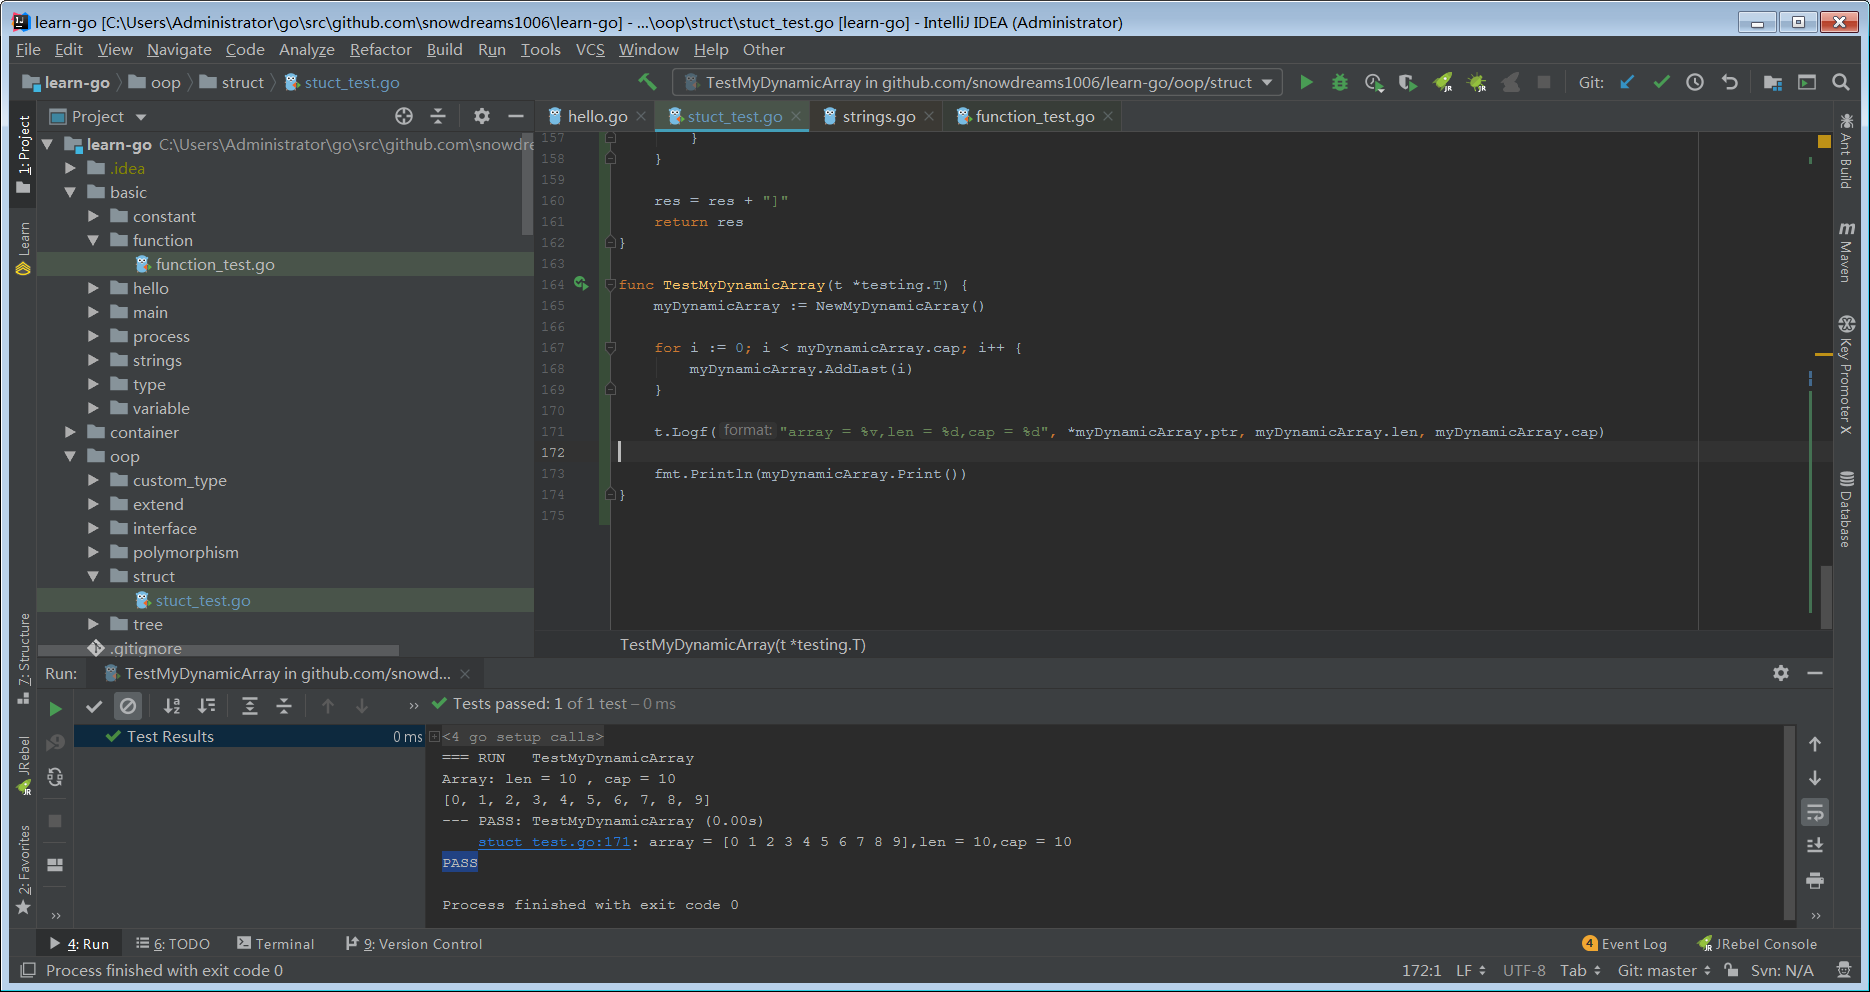 learn-go [C:\Users\Administrator\go\src\github.com\snowdreams1006\learn-go] - ...\oop\struct\stuct_test.go [learn-go] - IntelliJ IDEA (Administrator)
File Edit View Navigate Code Analyze Refactor Build Run Tools VCS Window Help Other
learn-go oop struct stuct_test.go TestMyDynamicArray in github.com/snowdreams1006/learn-go/oop/struct Git:
Project
hello.go stuct_test.go strings.go function_test.go
1: Project
Learn
Z: Structure
JRebel
2: Favorites
learn-go C:\Users\Administrator\go\src\github.com\snowdre
.idea
basic
constant
function
function_test.go
hello
main
process
strings
type
variable
container
oop
custom_type
extend
interface
polymorphism
struct
stuct_test.go
tree
.gitignore
157 }
158 }
159
160 res = res + "]"
161 return res
162 }
163
164 func TestMyDynamicArray(t *testing.T) {
165 myDynamicArray := NewMyDynamicArray()
166
167 for i := 0; i < myDynamicArray.cap; i++ {
168 myDynamicArray.AddLast(i)
169 }
170
171 t.Logf( format: "array = %v,len = %d,cap = %d", *myDynamicArray.ptr, myDynamicArray.len, myDynamicArray.cap)
172
173 fmt.Println(myDynamicArray.Print())
174 }
175
TestMyDynamicArray(t *testing.T)
Ant Build
m Maven
Key Promoter X
Database
Run: TestMyDynamicArray in github.com/snowd...
Tests passed: 1 of 1 test – 0 ms
Test Results 0 ms
<4 go setup calls>
=== RUN   TestMyDynamicArray
Array: len = 10 , cap = 10
[0, 1, 2, 3, 4, 5, 6, 7, 8, 9]
--- PASS: TestMyDynamicArray (0.00s)
stuct_test.go:171: array = [0 1 2 3 4 5 6 7 8 9],len = 10,cap = 10
PASS
Process finished with exit code 0
4: Run 6: TODO Terminal 9: Version Control 4 Event Log JRebel Console
Process finished with exit code 0 172:1 LF UTF-8 Tab Git: master Svn: N/A